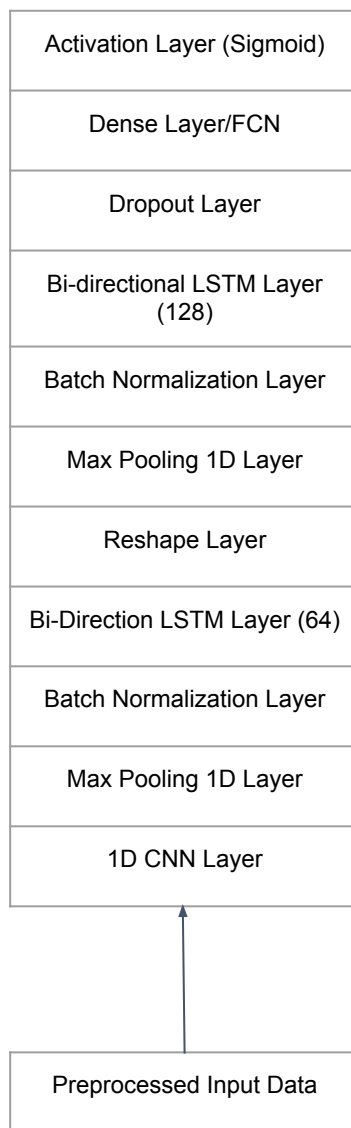 Activation Layer (Sigmoid)
Dense Layer/FCN
Dropout Layer
Bi-directional LSTM Layer
(128)
Batch Normalization Layer
Max Pooling 1D Layer
Reshape Layer
Bi-Direction LSTM Layer (64)
Batch Normalization Layer
Max Pooling 1D Layer
1D CNN Layer
Preprocessed Input Data